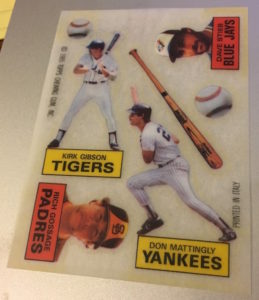 DAVE STIEB
BLUE JAYS
KIRK GIBSON
TIGERS
RICH GOSSAGE
PADRES
DON MATTINGLY
YANKEES
PRINTED IN ITALY